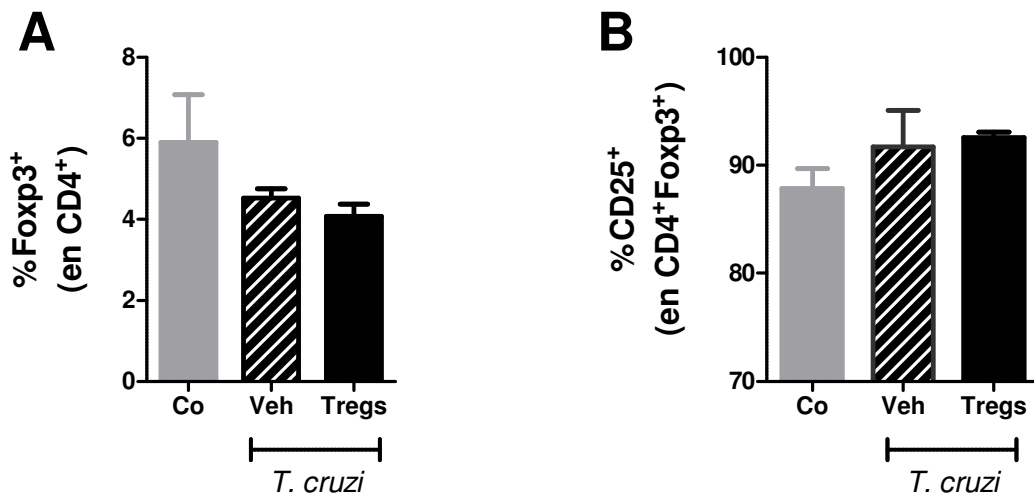 A
%Foxp3⁺
(en CD4⁺)
8
6
4
2
0
Co Veh Tregs
T. cruzi
B
%CD25⁺
(en CD4⁺Foxp3⁺)
100
90
80
70
Co Veh Tregs
T. cruzi